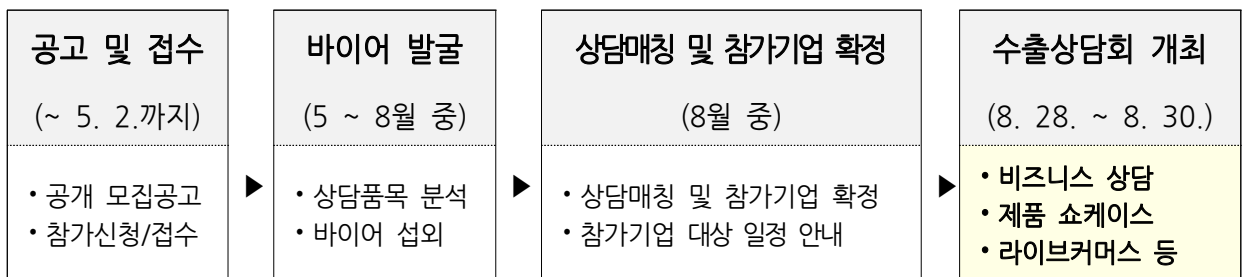 공고 및 접수
(~ 5. 2.까지)
• 공개 모집공고
• 참가신청/접수
▶
바이어 발굴
(5 ~ 8월 중)
• 상담품목 분석
• 바이어 섭외
▶
상담매칭 및 참가기업 확정
(8월 중)
• 상담매칭 및 참가기업 확정
• 참가기업 대상 일정 안내
▶
수출상담회 개최
(8. 28. ~ 8. 30.)
• 비즈니스 상담
• 제품 쇼케이스
• 라이브커머스 등